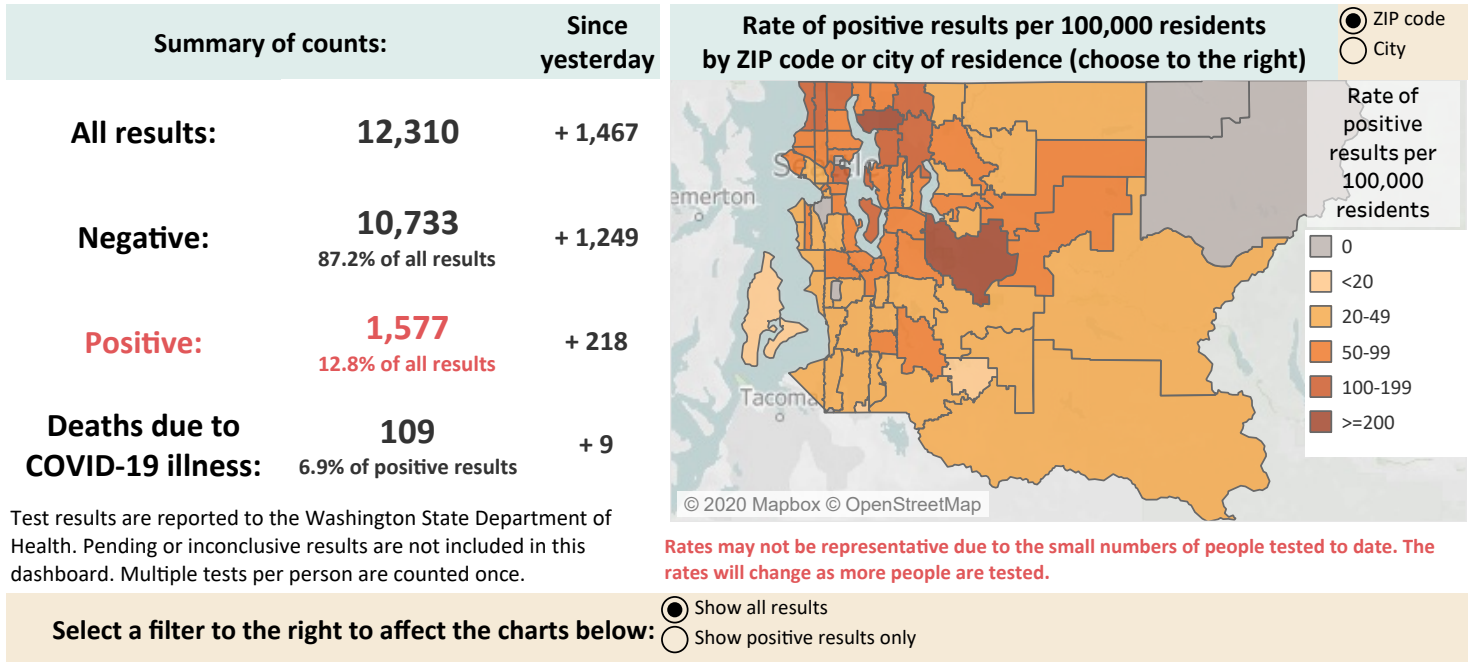 Summary of counts:
Since
yesterday
All results:
12,310
+ 1,467
Negative:
10,733
87.2% of all results
+ 1,249
Positive:
1,577
12.8% of all results
+ 218
Deaths due to
COVID-19 illness:
109
6.9% of positive results
+ 9
Test results are reported to the Washington State Department of
Health. Pending or inconclusive results are not included in this
dashboard. Multiple tests per person are counted once.
Rate of positive results per 100,000 residents
by ZIP code or city of residence (choose to the right)
ZIP code
City
emerton
Tacoma
Rate of
positive
results per
100,000
residents
0
<20
20-49
50-99
100-199
>=200
© 2020 Mapbox © OpenStreetMap
Rates may not be representative due to the small numbers of people tested to date. The
rates will change as more people are tested.
Select a filter to the right to affect the charts below:
Show all results
Show positive results only